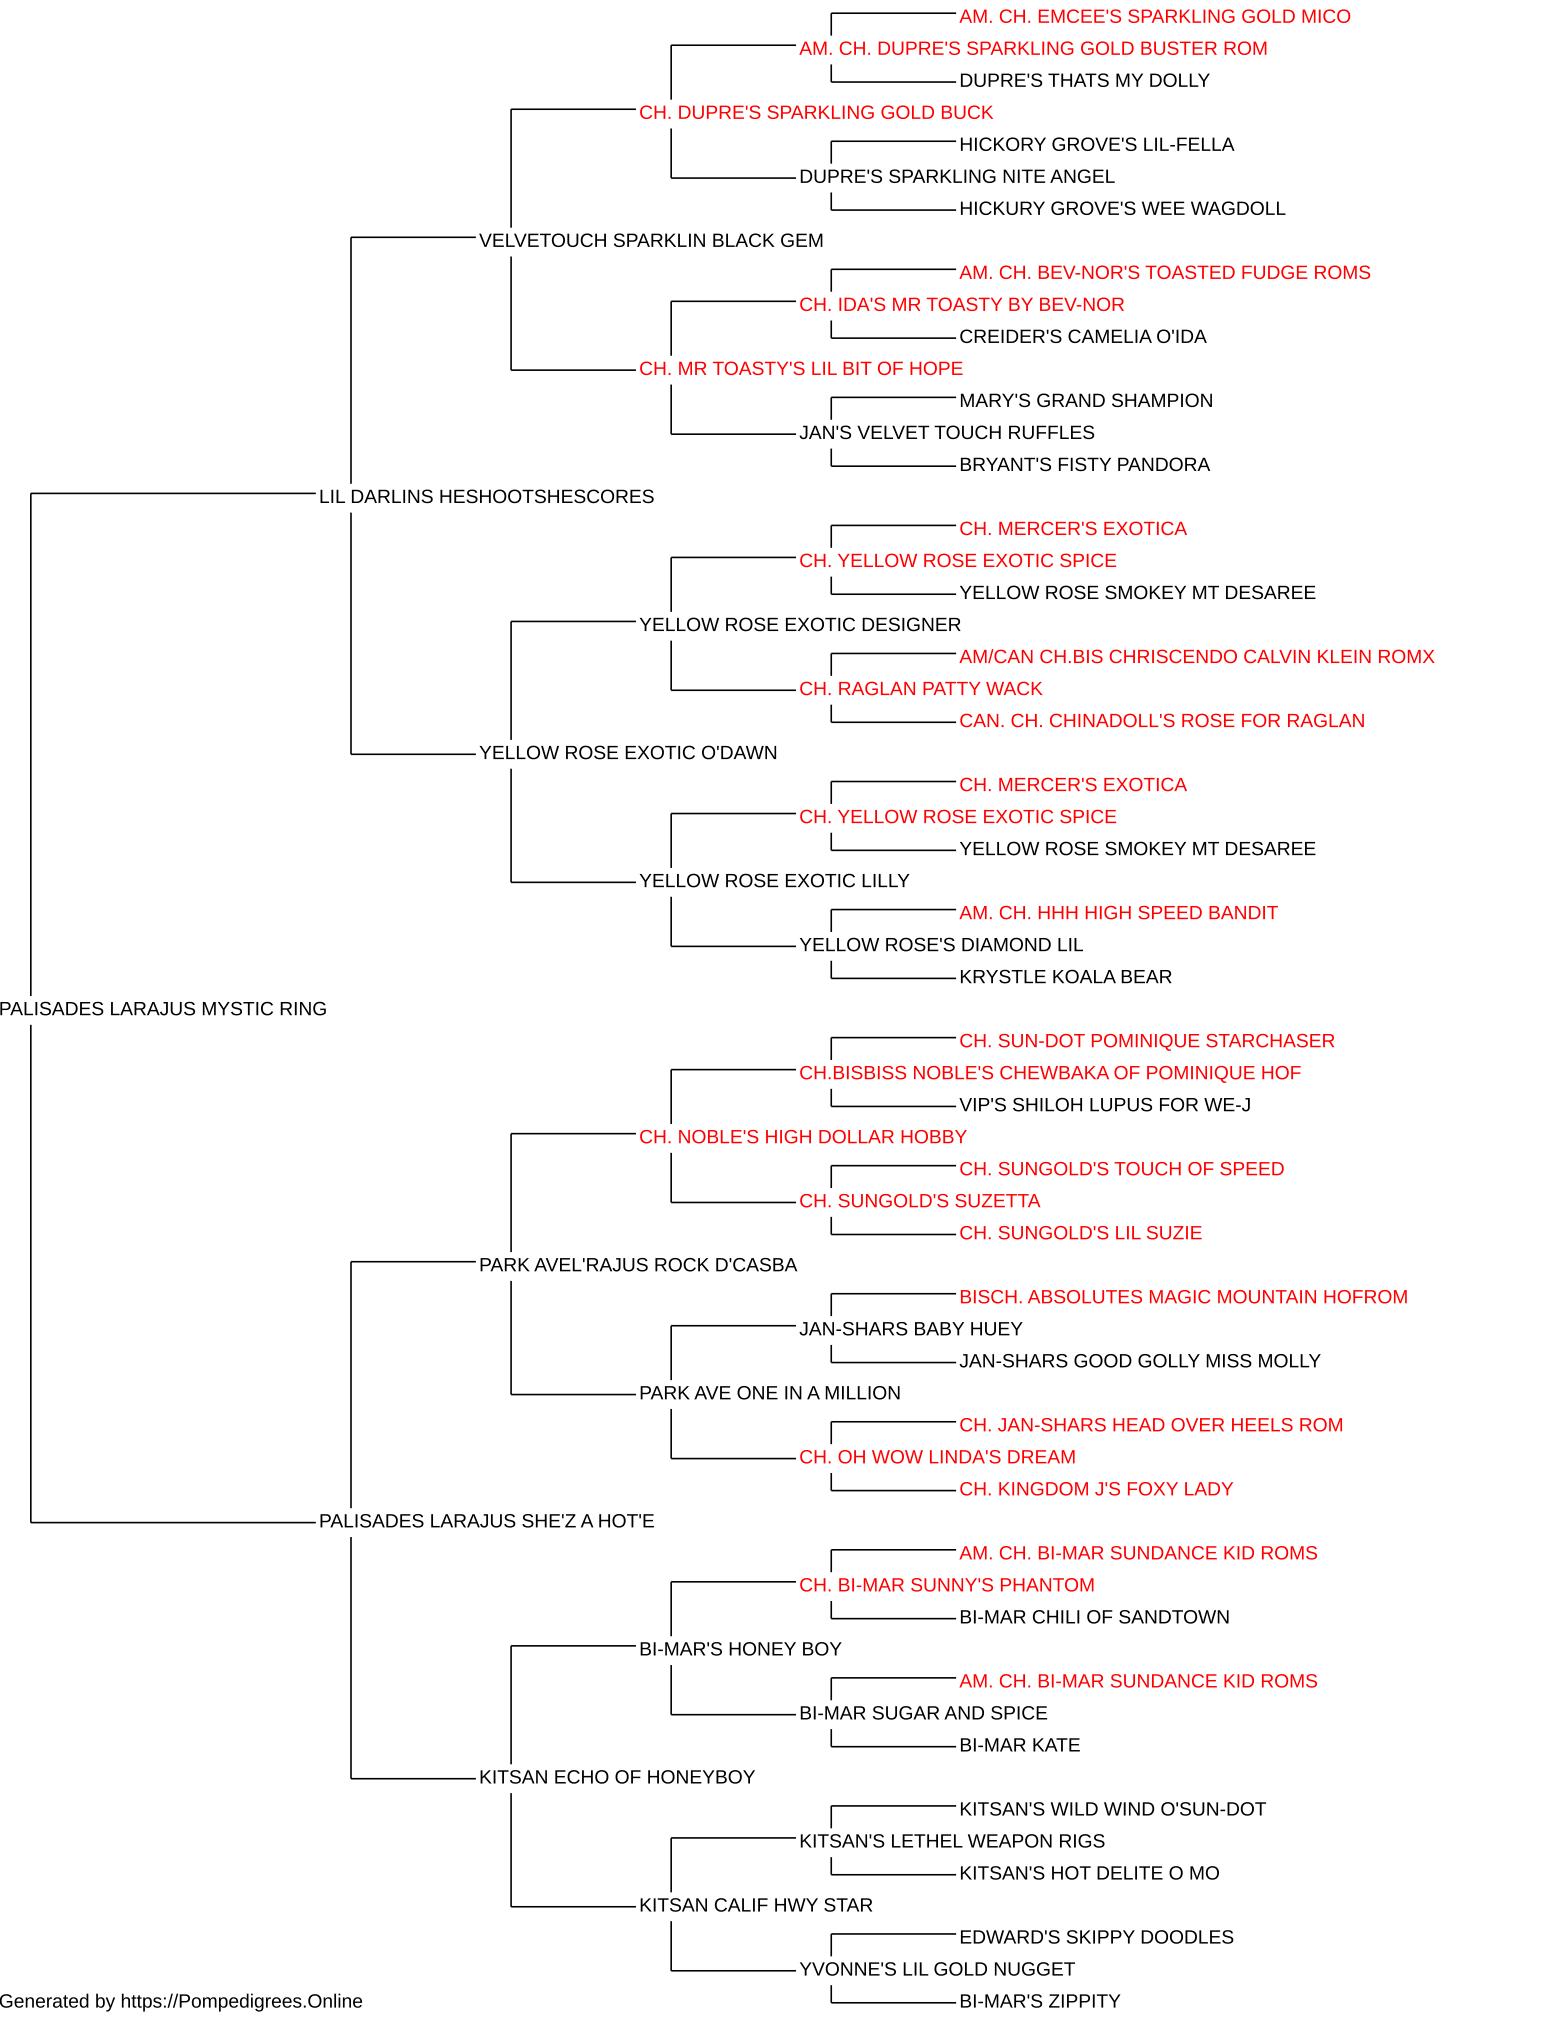 AM. CH. EMCEE'S SPARKLING GOLD MICO
AM. CH. DUPRE'S SPARKLING GOLD BUSTER ROM
DUPRE'S THATS MY DOLLY
CH. DUPRE'S SPARKLING GOLD BUCK
HICKORY GROVE'S LIL-FELLA
DUPRE'S SPARKLING NITE ANGEL
HICKURY GROVE'S WEE WAGDOLL
VELVETOUCH SPARKLIN BLACK GEM
AM. CH. BEV-NOR'S TOASTED FUDGE ROMS
CH. IDA'S MR TOASTY BY BEV-NOR
CREIDER'S CAMELIA O'IDA
CH. MR TOASTY'S LIL BIT OF HOPE
MARY'S GRAND SHAMPION
JAN'S VELVET TOUCH RUFFLES
BRYANT'S FISTY PANDORA
LIL DARLINS HESHOOTSHESCORES
CH. MERCER'S EXOTICA
CH. YELLOW ROSE EXOTIC SPICE
YELLOW ROSE SMOKEY MT DESAREE
YELLOW ROSE EXOTIC DESIGNER
AM/CAN CH.BIS CHRISCENDO CALVIN KLEIN ROMX
CH. RAGLAN PATTY WACK
CAN. CH. CHINADOLL'S ROSE FOR RAGLAN
YELLOW ROSE EXOTIC O'DAWN
CH. MERCER'S EXOTICA
CH. YELLOW ROSE EXOTIC SPICE
YELLOW ROSE SMOKEY MT DESAREE
YELLOW ROSE EXOTIC LILLY
AM. CH. HHH HIGH SPEED BANDIT
YELLOW ROSE'S DIAMOND LIL
KRYSTLE KOALA BEAR
PALISADES LARAJUS MYSTIC RING
CH. SUN-DOT POMINIQUE STARCHASER
CH.BISBISS NOBLE'S CHEWBAKA OF POMINIQUE HOF
VIP'S SHILOH LUPUS FOR WE-J
CH. NOBLE'S HIGH DOLLAR HOBBY
CH. SUNGOLD'S TOUCH OF SPEED
CH. SUNGOLD'S SUZETTA
CH. SUNGOLD'S LIL SUZIE
PARK AVEL'RAJUS ROCK D'CASBA
BISCH. ABSOLUTES MAGIC MOUNTAIN HOFROM
JAN-SHARS BABY HUEY
JAN-SHARS GOOD GOLLY MISS MOLLY
PARK AVE ONE IN A MILLION
CH. JAN-SHARS HEAD OVER HEELS ROM
CH. OH WOW LINDA'S DREAM
CH. KINGDOM J'S FOXY LADY
PALISADES LARAJUS SHE'Z A HOT'E
AM. CH. BI-MAR SUNDANCE KID ROMS
CH. BI-MAR SUNNY'S PHANTOM
BI-MAR CHILI OF SANDTOWN
BI-MAR'S HONEY BOY
AM. CH. BI-MAR SUNDANCE KID ROMS
BI-MAR SUGAR AND SPICE
BI-MAR KATE
KITSAN ECHO OF HONEYBOY
KITSAN'S WILD WIND O'SUN-DOT
KITSAN'S LETHEL WEAPON RIGS
KITSAN'S HOT DELITE O MO
KITSAN CALIF HWY STAR
EDWARD'S SKIPPY DOODLES
YVONNE'S LIL GOLD NUGGET
BI-MAR'S ZIPPITY
Generated by https://Pompedigrees.Online